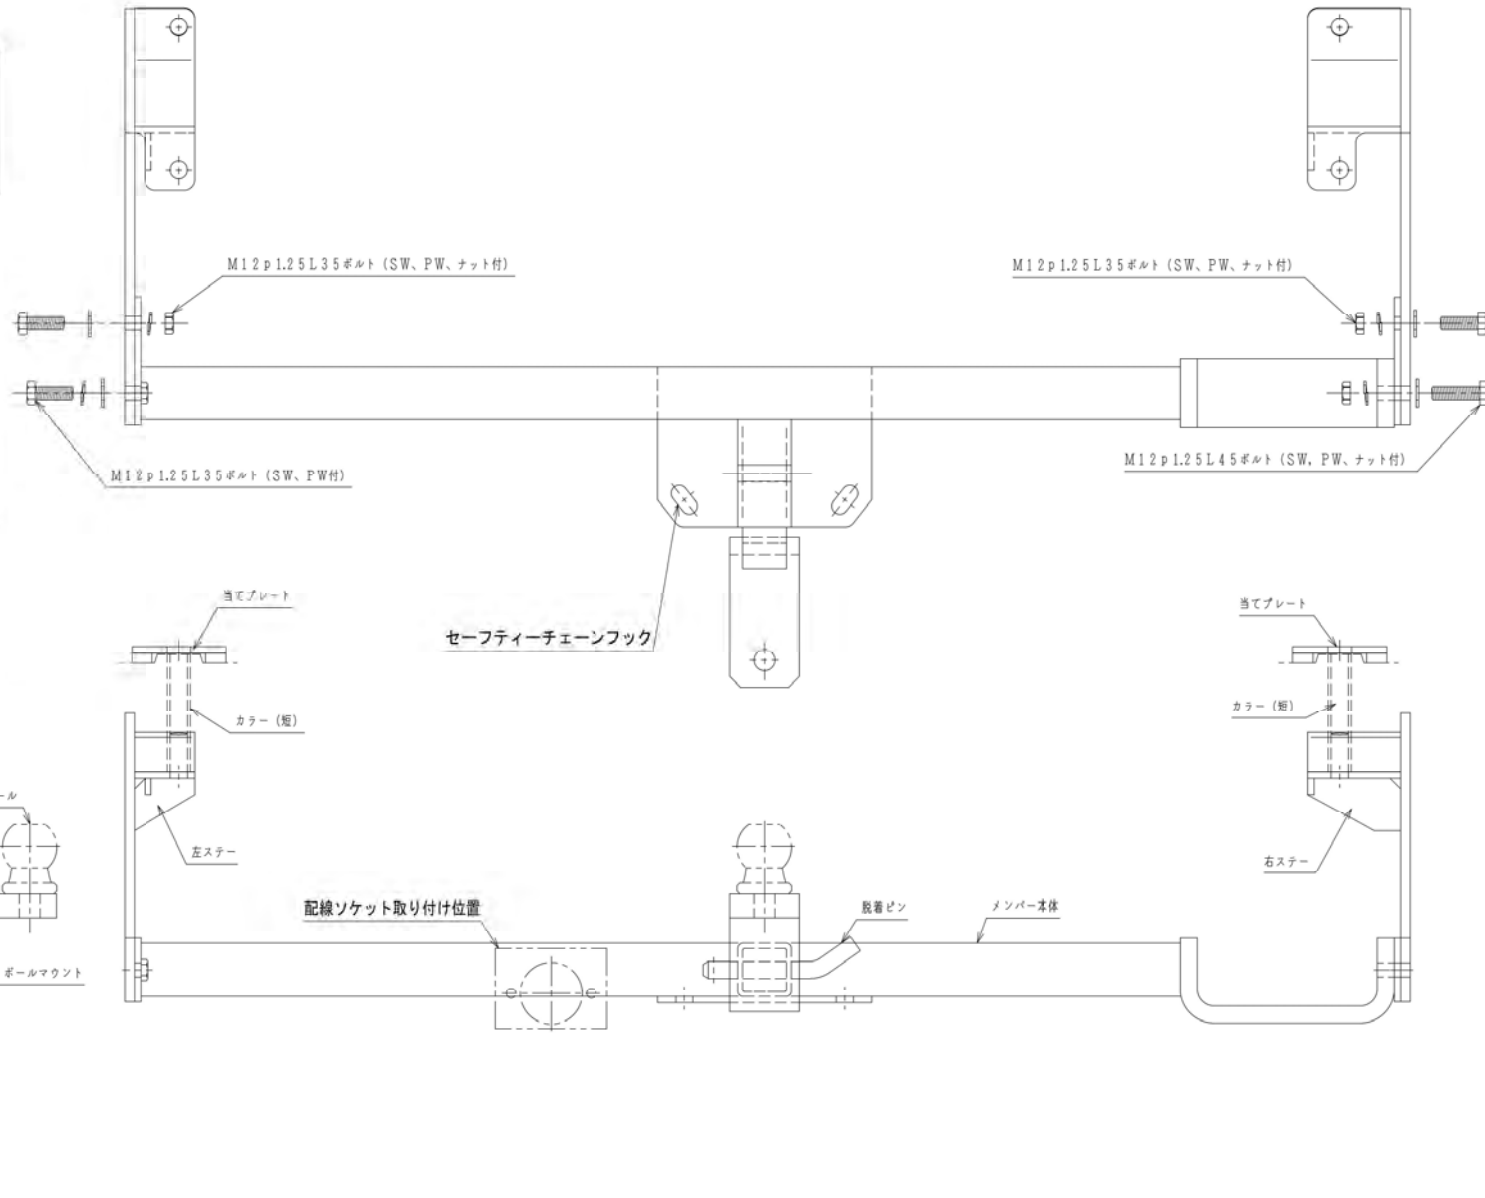 M12p1.25L35ボルト（SW、PW、ナット付）
M12p1.25L35ボルト（SW、PW、ナット付）
M12p1.25L35ボルト（SW、PW付）
M12p1.25L45ボルト（SW, PW、ナット付）
セーフティーチェーンフック
当てプレート
当てプレート
カラー（短）
カラー（短）
ール
左ステー
右ステー
配線ソケット取り付け位置
脱着ピン
メンバー本体
ボールマウント